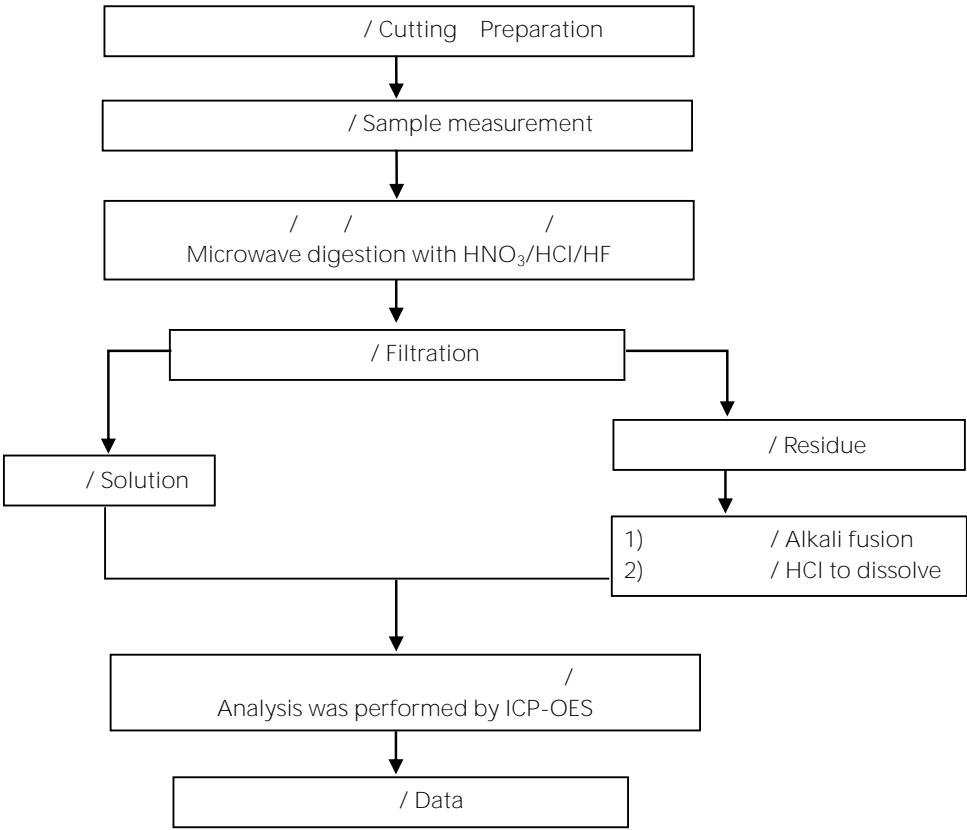 / Cutting Preparation
/ Sample measurement
/ / /
Microwave digestion with HNO₃/HCl/HF
/ Filtration
/ Residue
/ Solution
1) / Alkali fusion
2) / HCl to dissolve
/
Analysis was performed by ICP-OES
/ Data